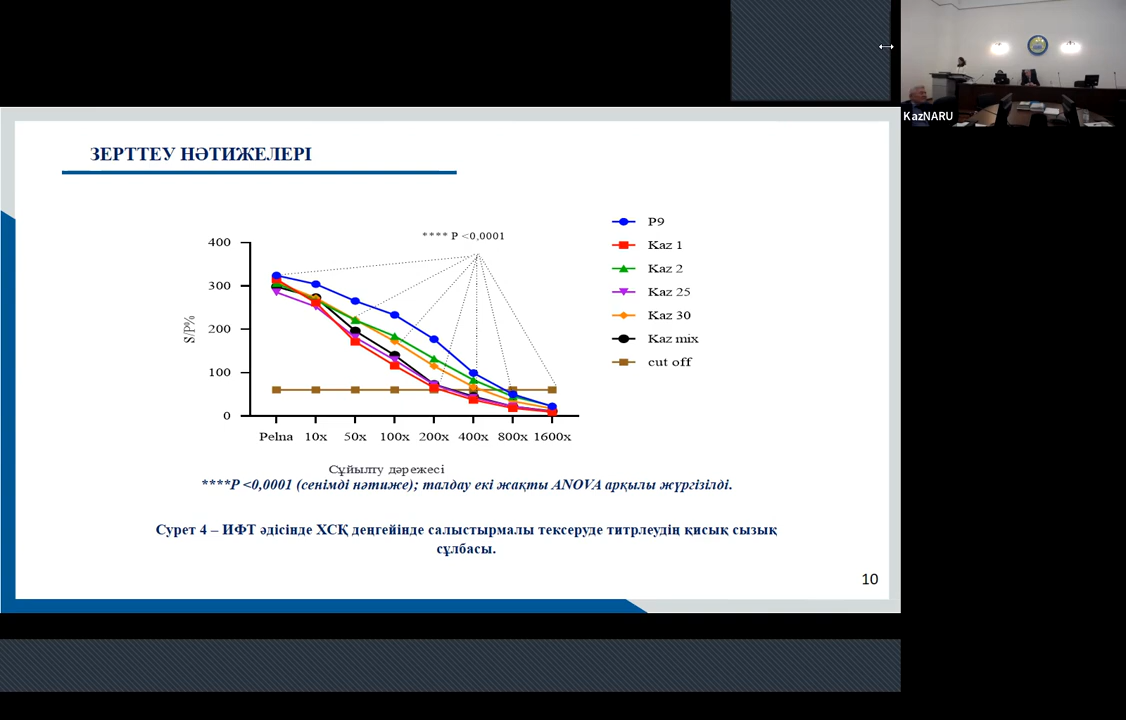 KazNARU
ЗЕРТТЕУ НӘТИЖЕЛЕРІ
**** P <0,0001
400
300
200
100
0
S/P%
Pelna 10x 50x 100x 200x 400x 800x 1600x
Сұйылту дәрежесі
P9
Kaz 1
Kaz 2
Kaz 25
Kaz 30
Kaz mix
cut off
****P <0,0001 (сенімді нәтиже); талдау екі жақты ANOVA арқылы жүргізілді.
Сурет 4 – ИФТ әдісінде ХСҚ деңгейінде салыстырмалы тексеруде титрлеудің қисық сызық
сұлбасы.
10